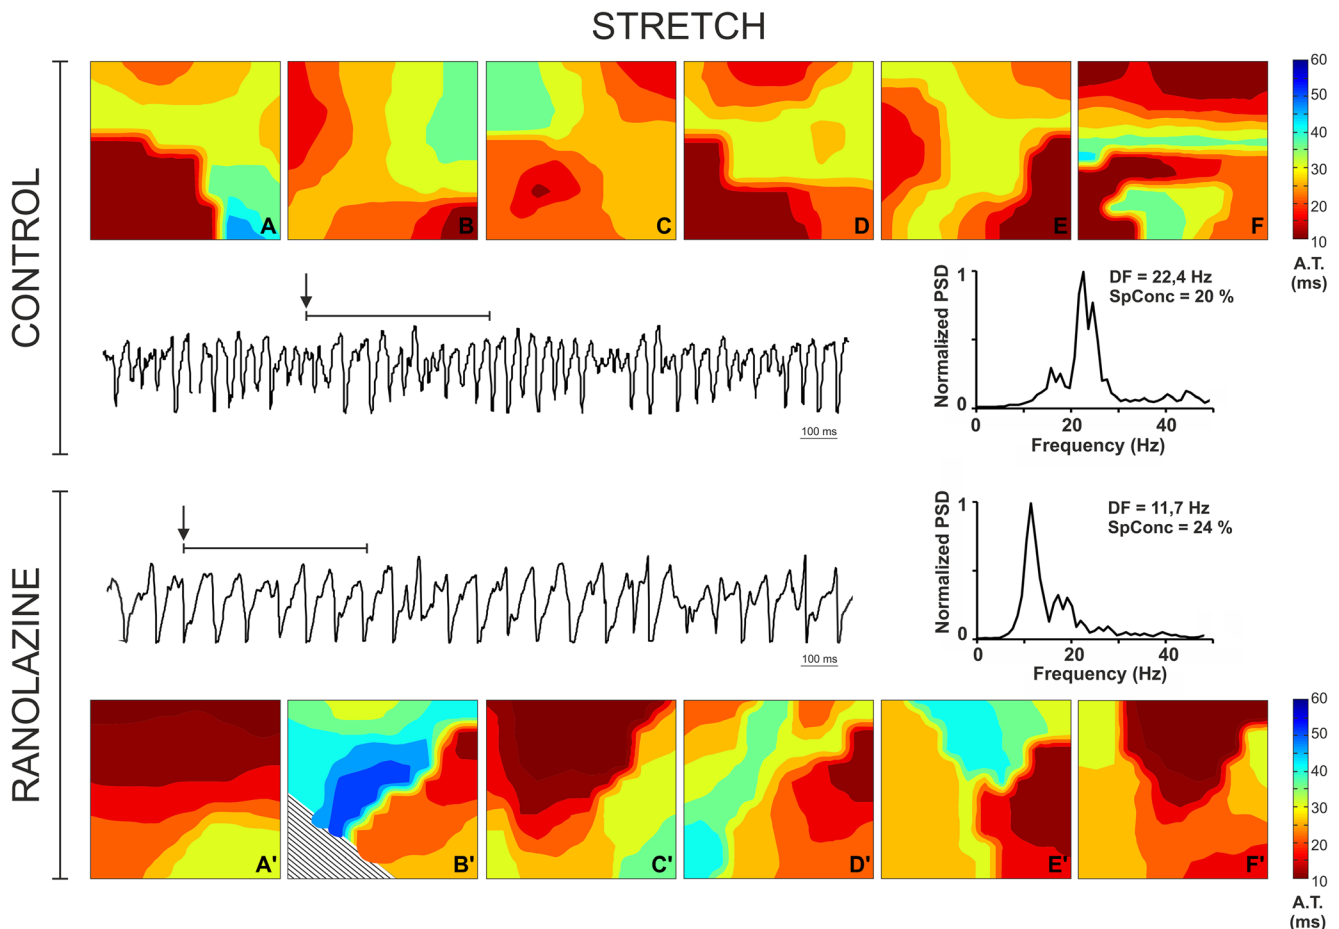 STRETCH
CONTROL
A
B
C
D
E
F
60
50
40
30
20
10
A.T.
(ms)
100 ms
Normalized PSD
1
0
DF = 22,4 Hz
SpConc = 20 %
0
20
40
Frequency (Hz)
RANOLAZINE
100 ms
Normalized PSD
1
0
DF = 11,7 Hz
SpConc = 24 %
0
20
40
Frequency (Hz)
A'
B'
C'
D'
E'
F'
60
50
40
30
20
10
A.T.
(ms)